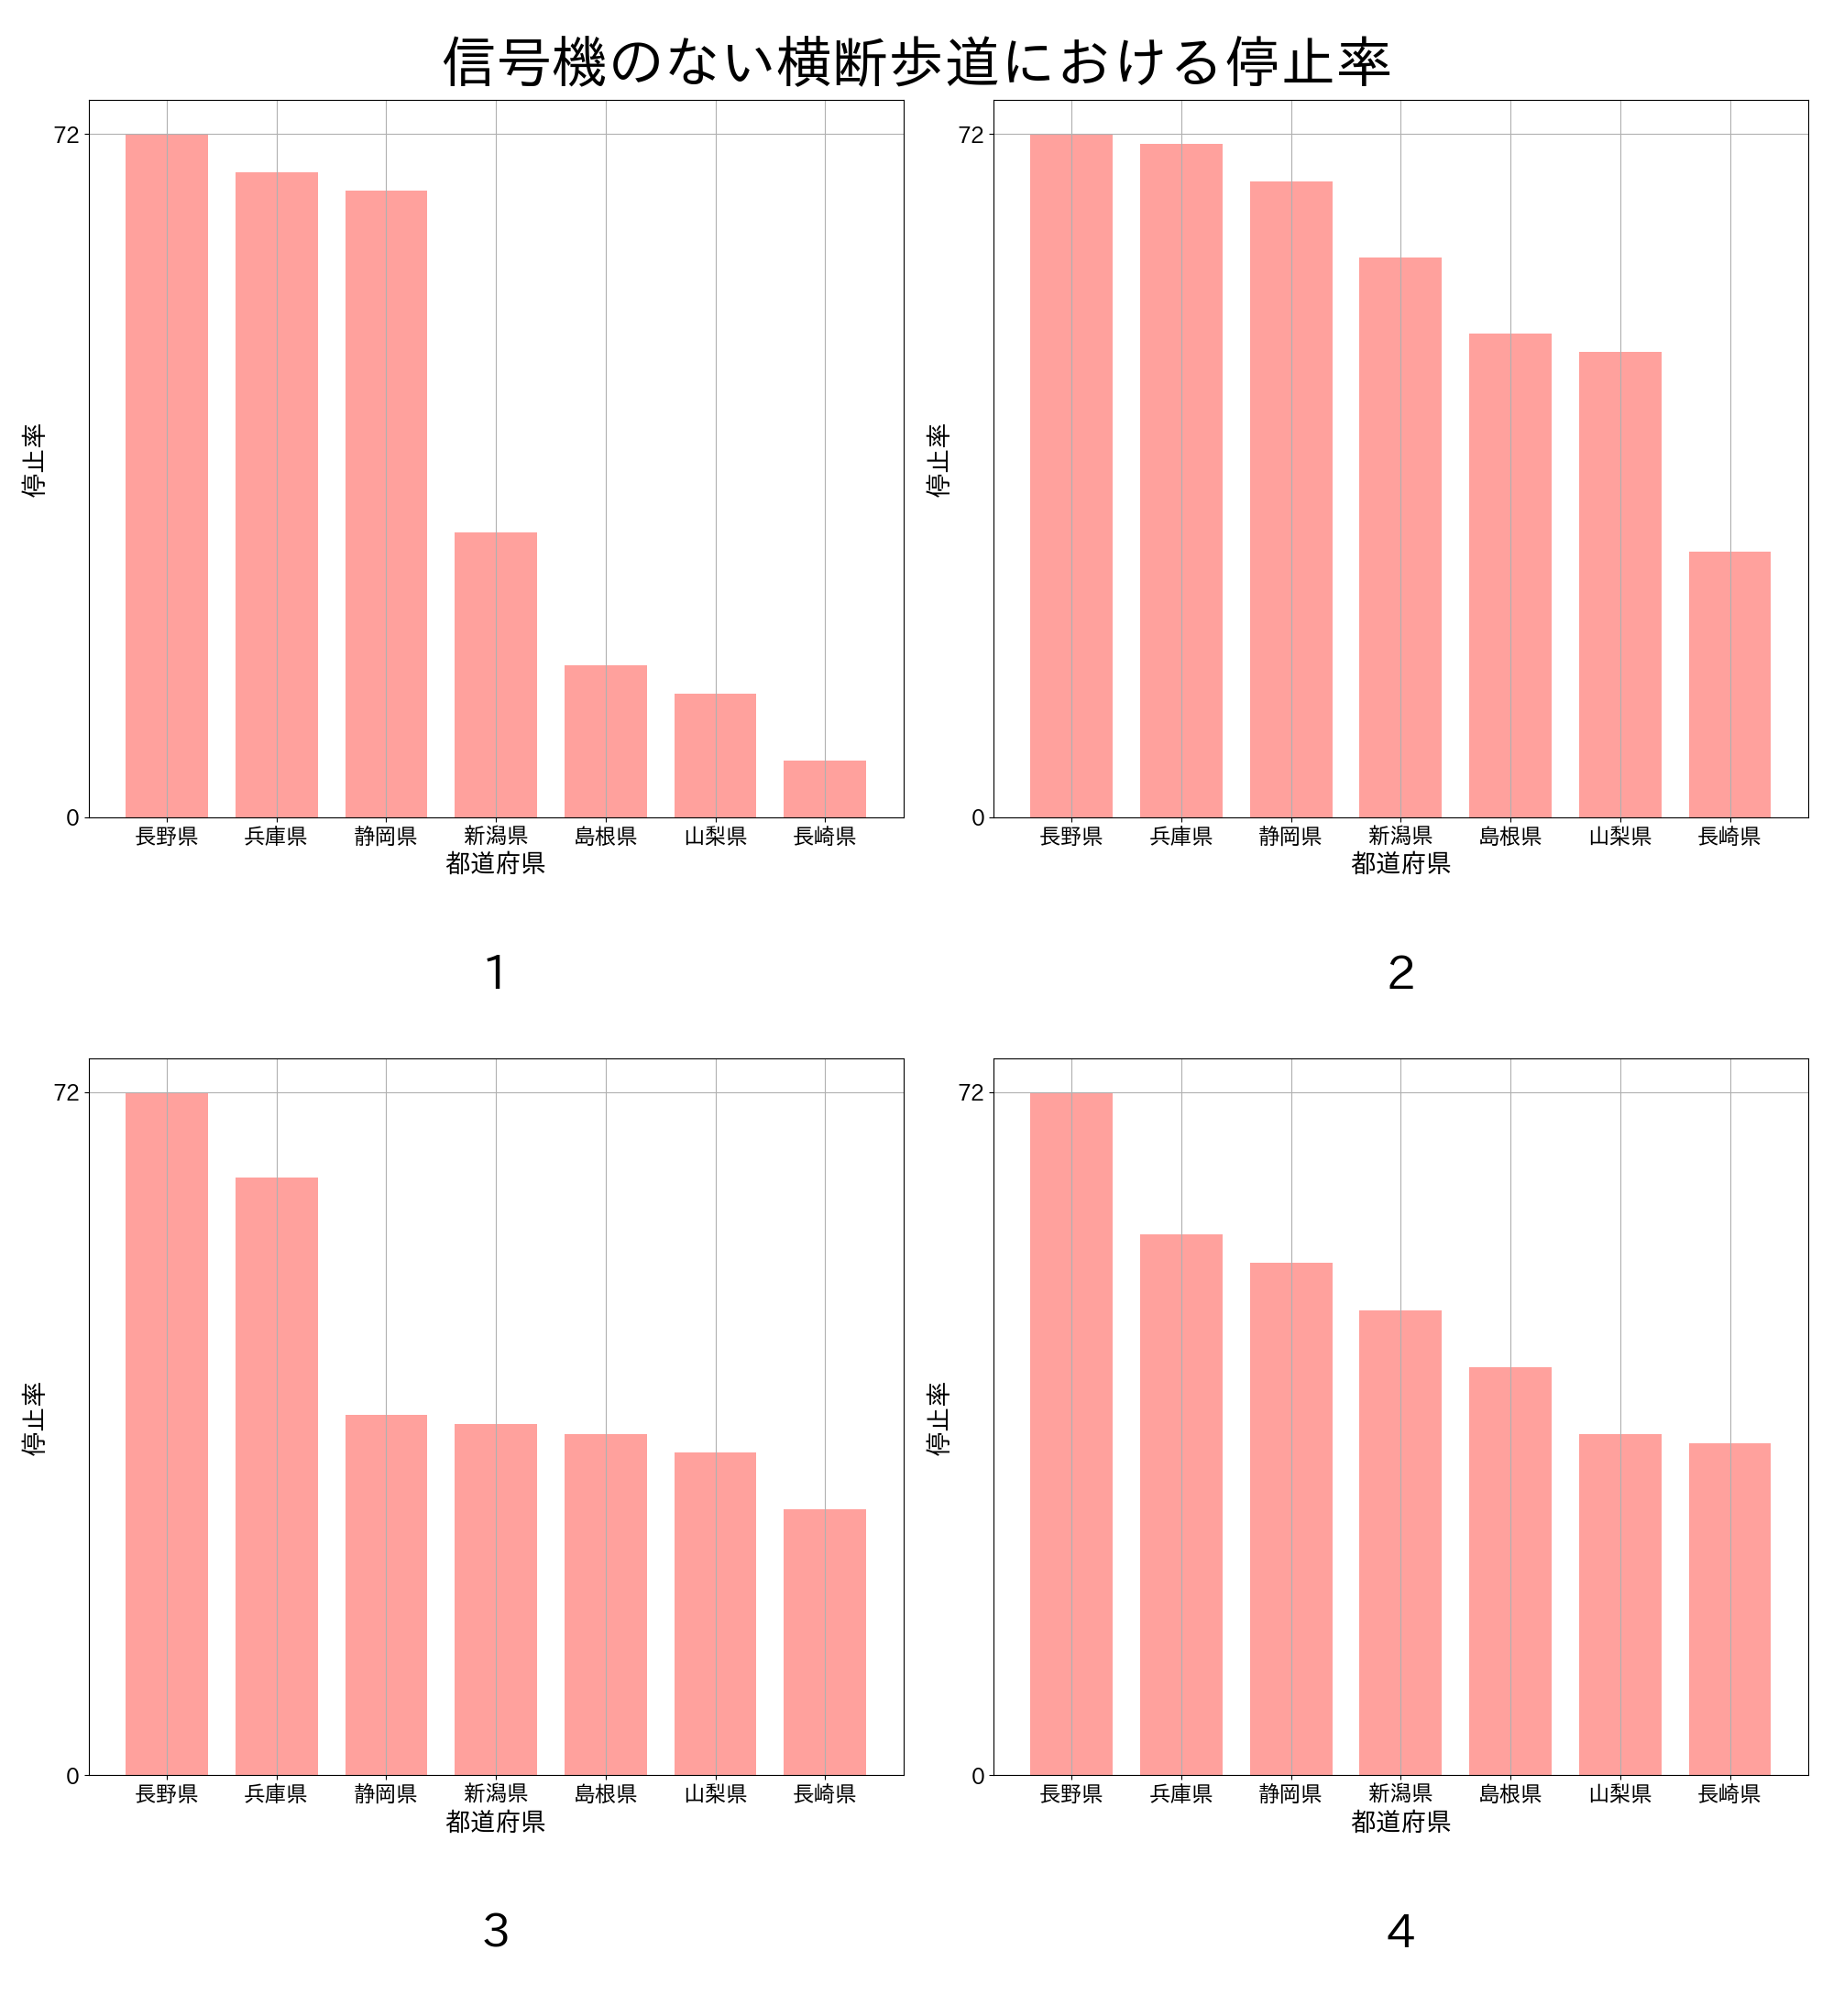 信号機のない横断歩道における停止率
72
停止率
0
長野県 兵庫県 静岡県 新潟県 島根県 山梨県 長崎県
都道府県
1
72
停止率
0
長野県 兵庫県 静岡県 新潟県 島根県 山梨県 長崎県
都道府県
2
72
停止率
0
長野県 兵庫県 静岡県 新潟県 島根県 山梨県 長崎県
都道府県
3
72
停止率
0
長野県 兵庫県 静岡県 新潟県 島根県 山梨県 長崎県
都道府県
4